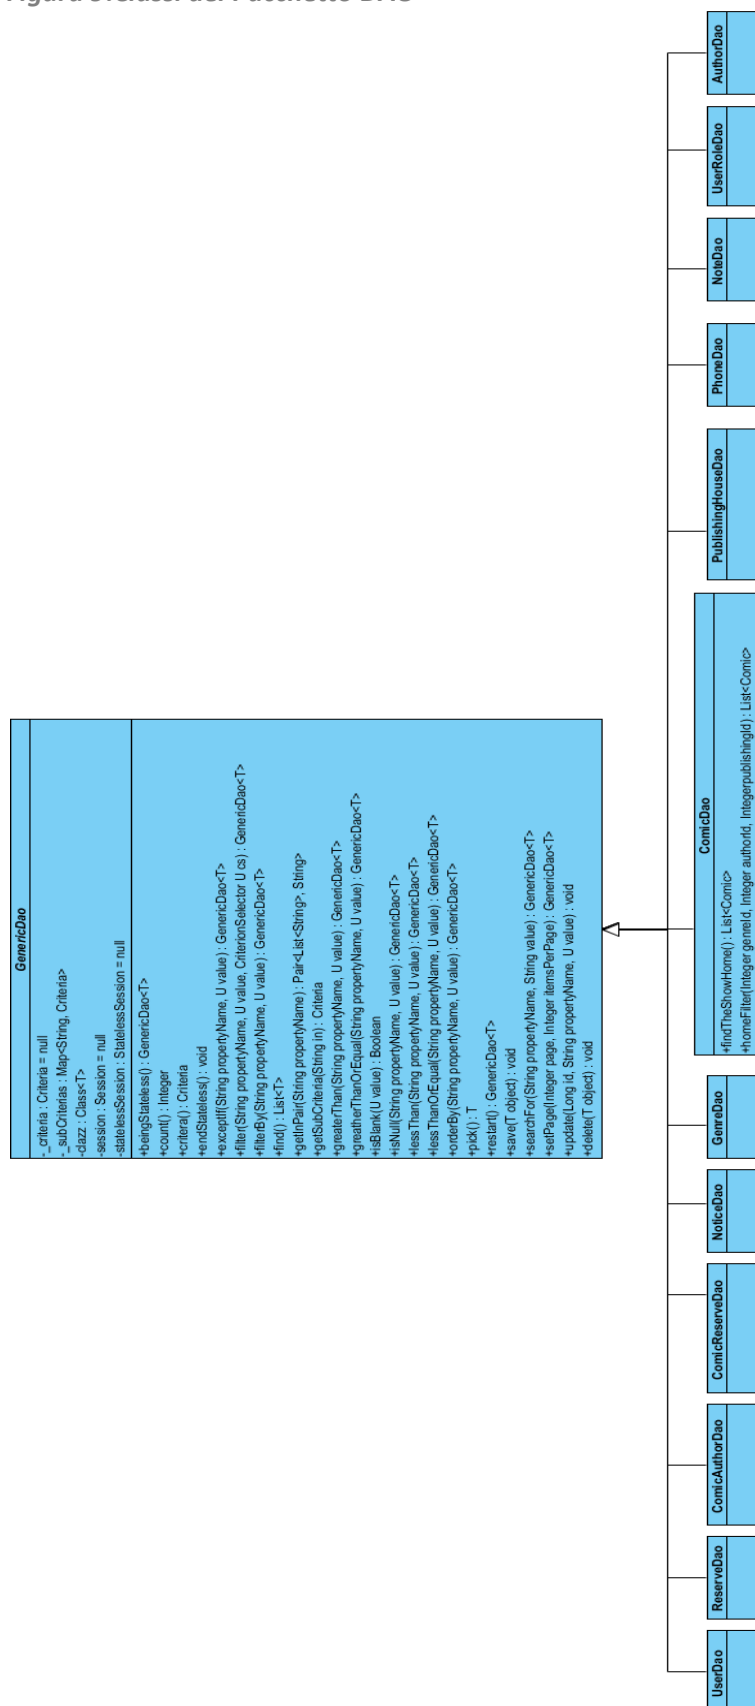 Classi del Pacchetto DAO
GenericDao
-_criteria : Criteria = null
-_subCriterias : Map<String, Criteria>
-clazz : Class<T>
-session : Session = null
-statelessSession : StatelessSession = null
+beingStateless() : GenericDao<T>
+count() : Integer
+critera() : Criteria
+endStateless() : void
+exceptIf(String propertyName, U value) : GenericDao<T>
+filter(String propertyName, U value, CriterionSelector U cs) : GenericDao<T>
+filterBy(String propertyName, U value) : GenericDao<T>
+find() : List<T>
+getInPair(String propertyName) : Pair<List<String>, String>
+getSubCriteria(String in) : Criteria
+greaterThan(String propertyName, U value) : GenericDao<T>
+greatherThanOrEqual(String propertyName, U value) : GenericDao<T>
+isBlank(U value) : Boolean
+isNull(String propertyName, U value) : GenericDao<T>
+lessThan(String propertyName, U value) : GenericDao<T>
+lessThanOrEqual(String propertyName, U value) : GenericDao<T>
+orderBy(String propertyName, U value) : GenericDao<T>
+pick() : T
+restart() : GenericDao<T>
+save(T object) : void
+searchFor(String propertyName, String value) : GenericDao<T>
+setPage(Integer page, Integer itemsPerPage) : GenericDao<T>
+update(Long id, String propertyName, U value) : void
+delete(T object) : void
UserDao
ReserveDao
ComicAuthorDao
ComicReserveDao
NoticeDao
GenreDao
ComicDao
+findTheShowHome() : List<Comic>
+homeFilter(Integer genreId, Integer authorId, IntegerpublishingId) : List<Comic>
PublishingHouseDao
PhoneDao
NoteDao
UserRoleDao
AuthorDao